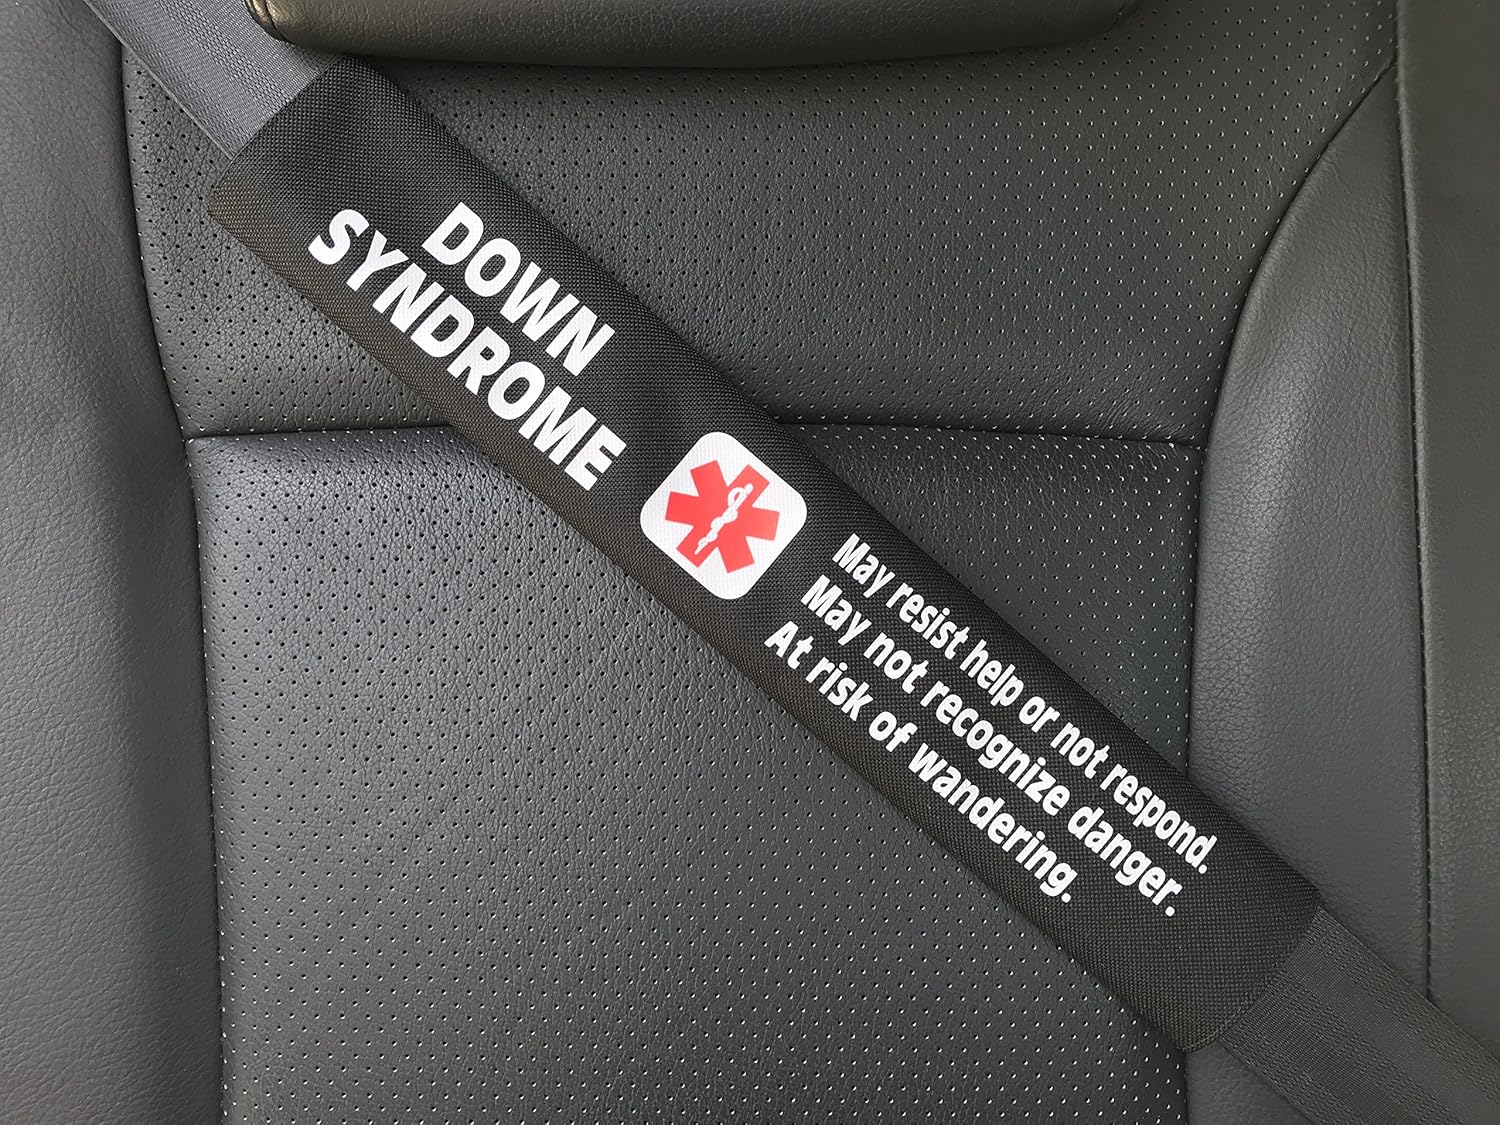 DOWN
SYNDROME
May resist help or not respond.
May not recognize danger.
At risk of wandering.